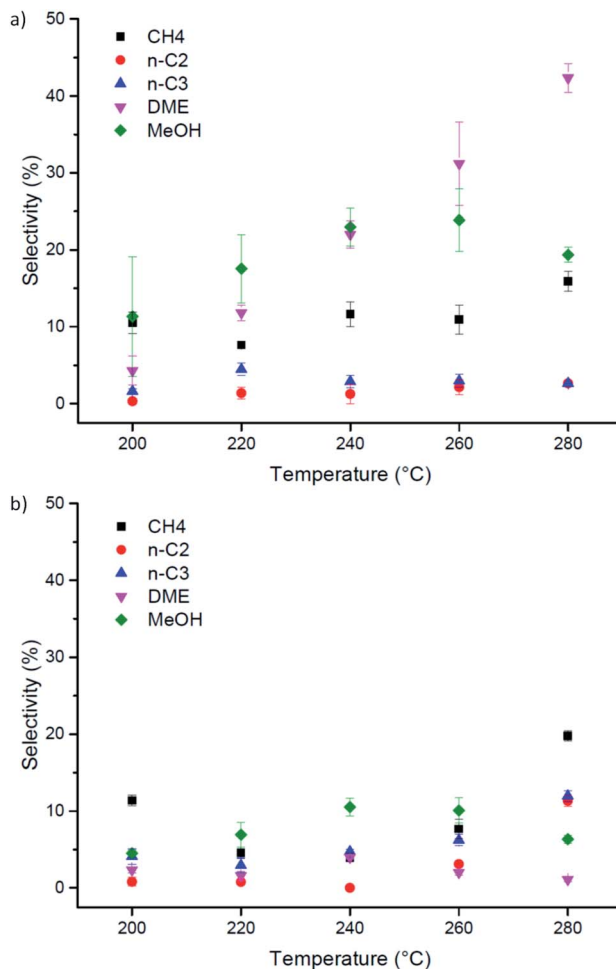 a)
50
40
30
20
10
0
Selectivity (%)
CH4
n-C2
n-C3
DME
MeOH
200 220 240 260 280
Temperature (°C)
b)
50
40
30
20
10
0
Selectivity (%)
CH4
n-C2
n-C3
DME
MeOH
200 220 240 260 280
Temperature (°C)